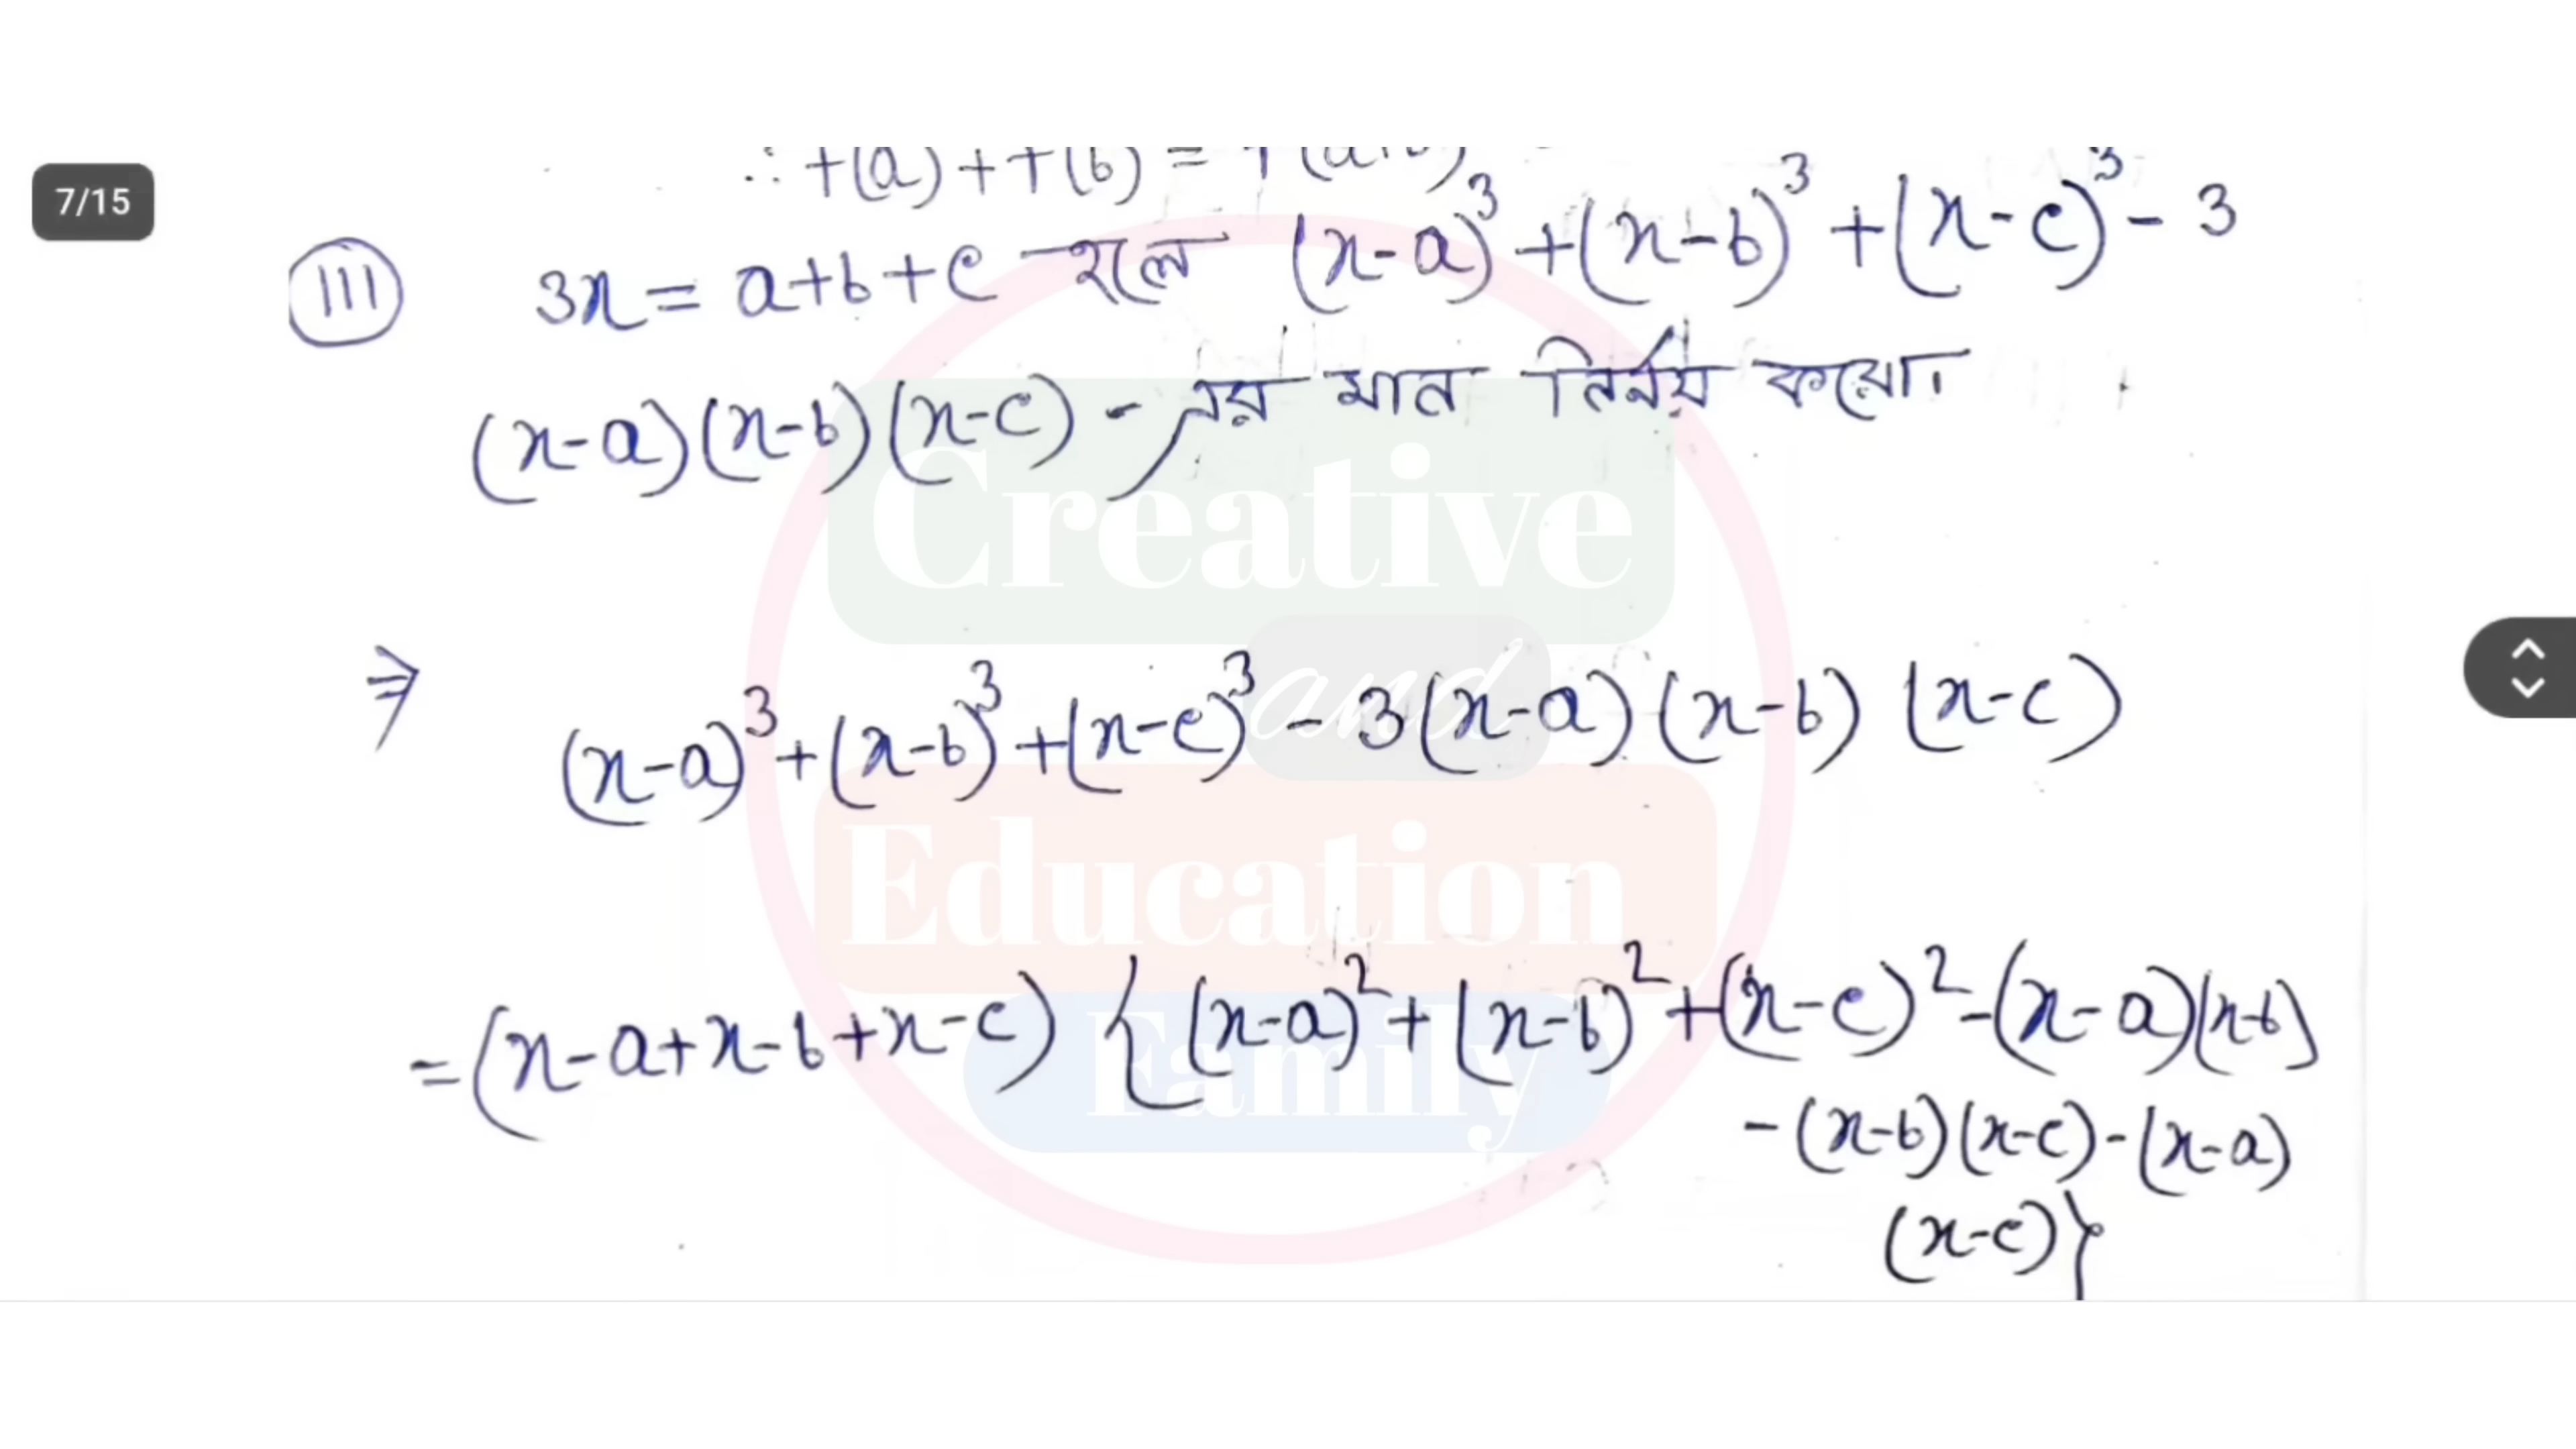 7/15
∴ f(a) + f(b) =
(iii) 3x = a+b+c হলে (x-a)³ + (x-b)³ + (x-c)³ - 3
(x-a)(x-b)(x-c) - এর মান নির্ণয় করো।
⇒ (x-a)³ + (x-b)³ + (x-c)³ - 3(x-a)(x-b)(x-c)
= (x-a+x-b+x-c) {(x-a)² + (x-b)² + (x-c)² - (x-a)(x-b)
- (x-b)(x-c) - (x-a)
(x-c)}
Creative
and
Education
Family